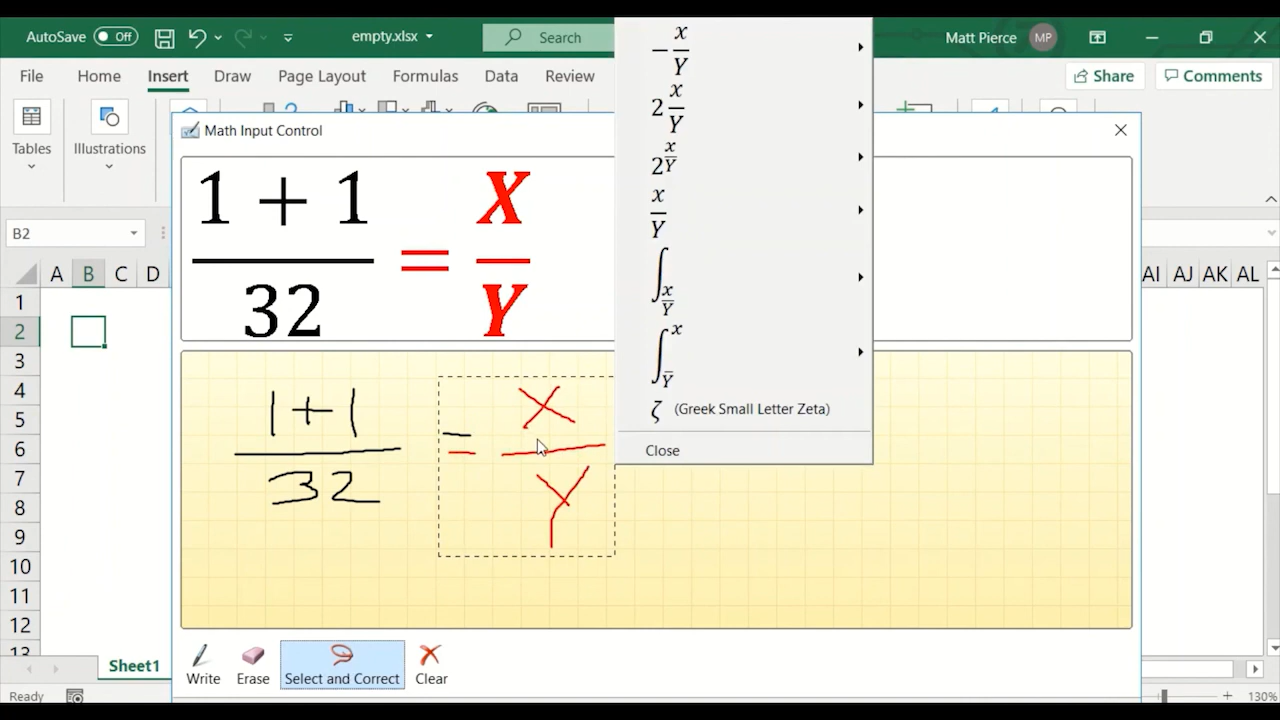 AutoSave Off empty.xlsx Search Matt Pierce MP
File Home Insert Draw Page Layout Formulas Data Review Share Comments
Tables Illustrations
Math Input Control
1 + 1
=
32
X
Y
B2
A B C D AI AJ AK AL
1
2
3
4
5
6
7
8
9
10
11
12
13
1+1
=
32
X
Y
−x/Y
2 x/Y
2^(x/Y)
x/Y
∫_(x/Y)
∫_Y^x
ζ (Greek Small Letter Zeta)
Close
Write Erase Select and Correct Clear
Sheet1
Ready 130%